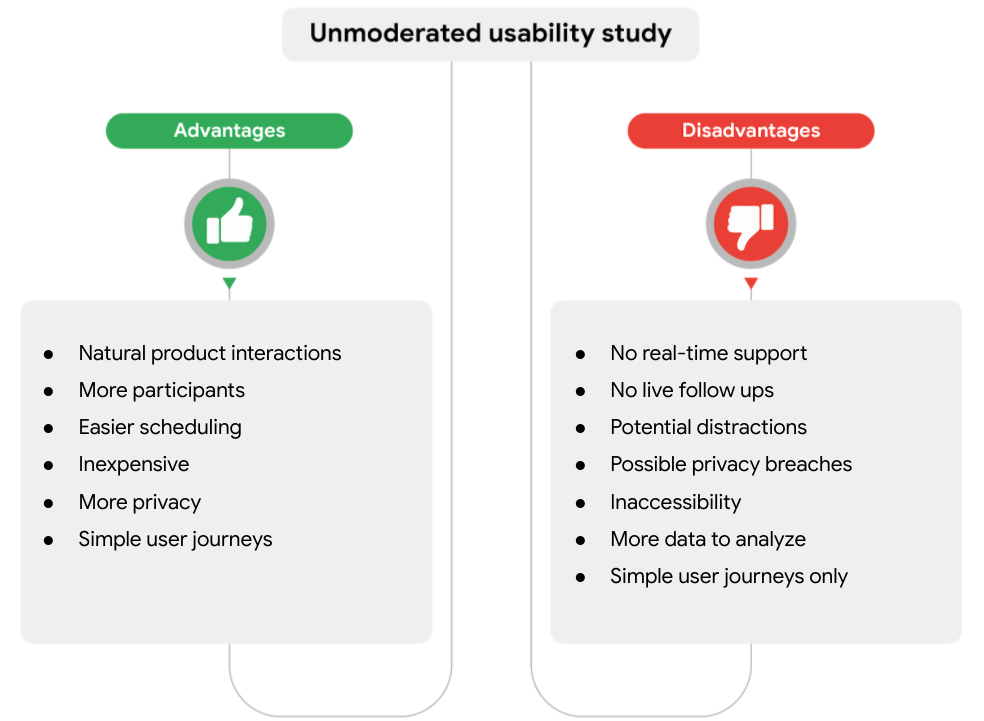 Unmoderated usability study
Advantages
• Natural product interactions
• More participants
• Easier scheduling
• Inexpensive
• More privacy
• Simple user journeys
Disadvantages
• No real-time support
• No live follow ups
• Potential distractions
• Possible privacy breaches
• Inaccessibility
• More data to analyze
• Simple user journeys only